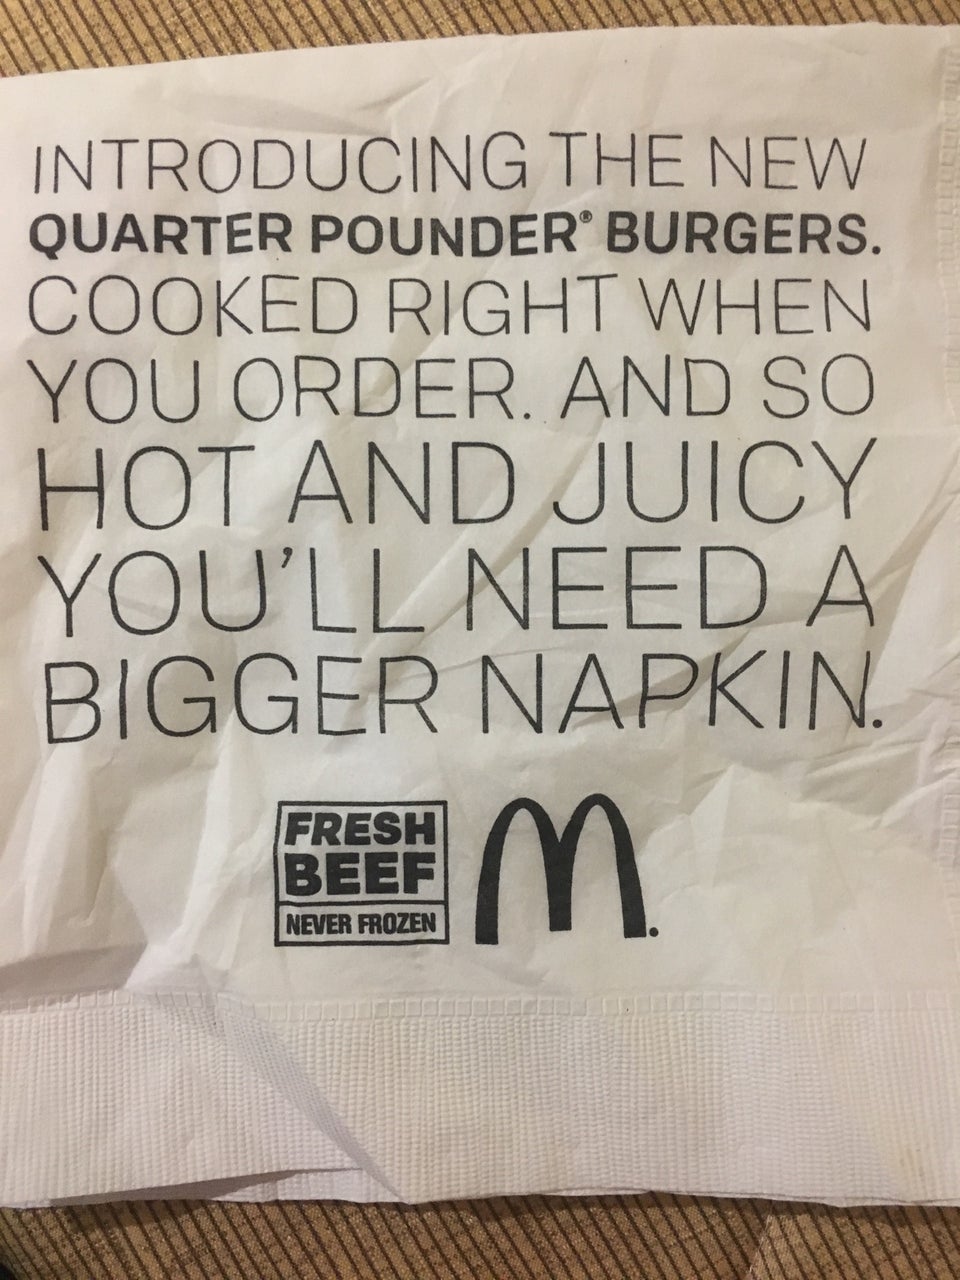 INTRODUCING THE NEW
QUARTER POUNDER® BURGERS.
COOKED RIGHT WHEN
YOU ORDER. AND SO
HOT AND JUICY
YOU'LL NEED A
BIGGER NAPKIN.
FRESH
BEEF
NEVER FROZEN
M.